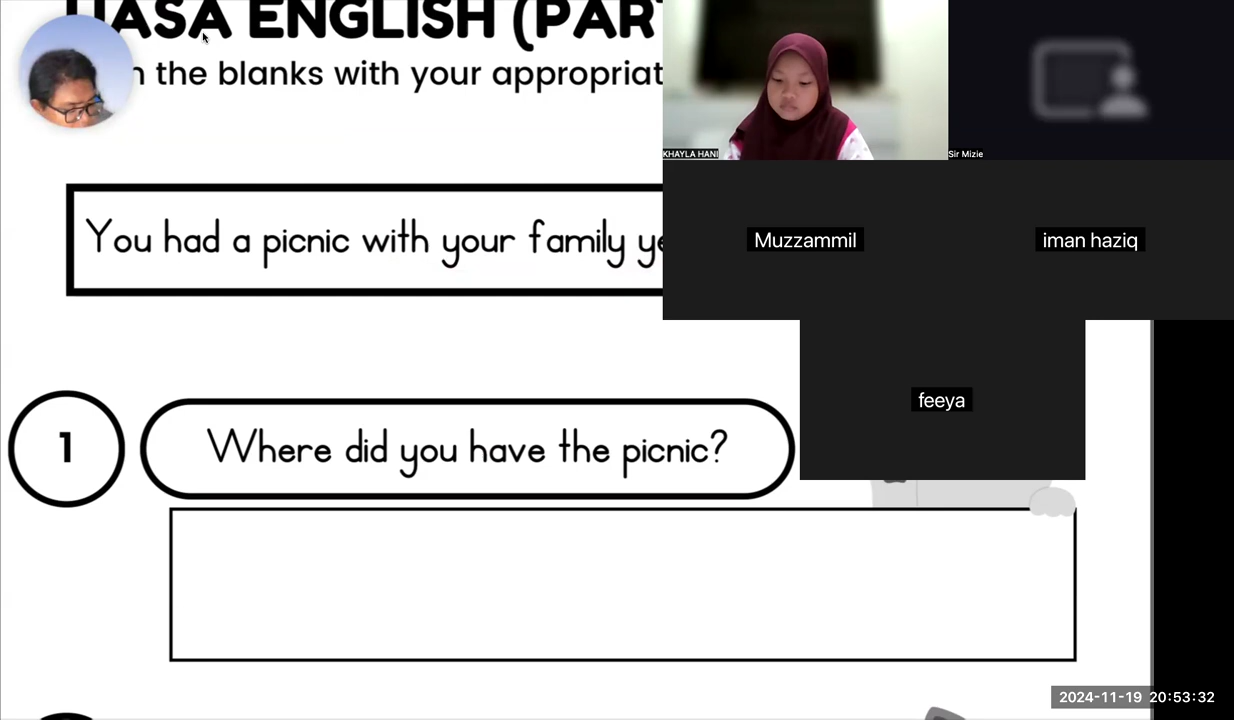 UASA ENGLISH (PAR
the blanks with your appropriat
KHAYLA HANI
Sir Mizie
You had a picnic with your family ye
Muzzammil
iman haziq
feeya
1
Where did you have the picnic?
2024-11-19 20:53:32